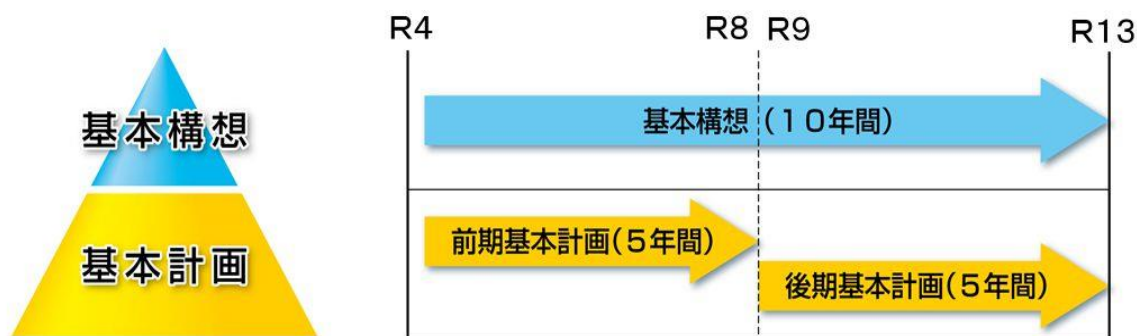 R4
R8
R9
R13
基本構想
基本計画
基本構想（１０年間）
前期基本計画（５年間）
後期基本計画（５年間）